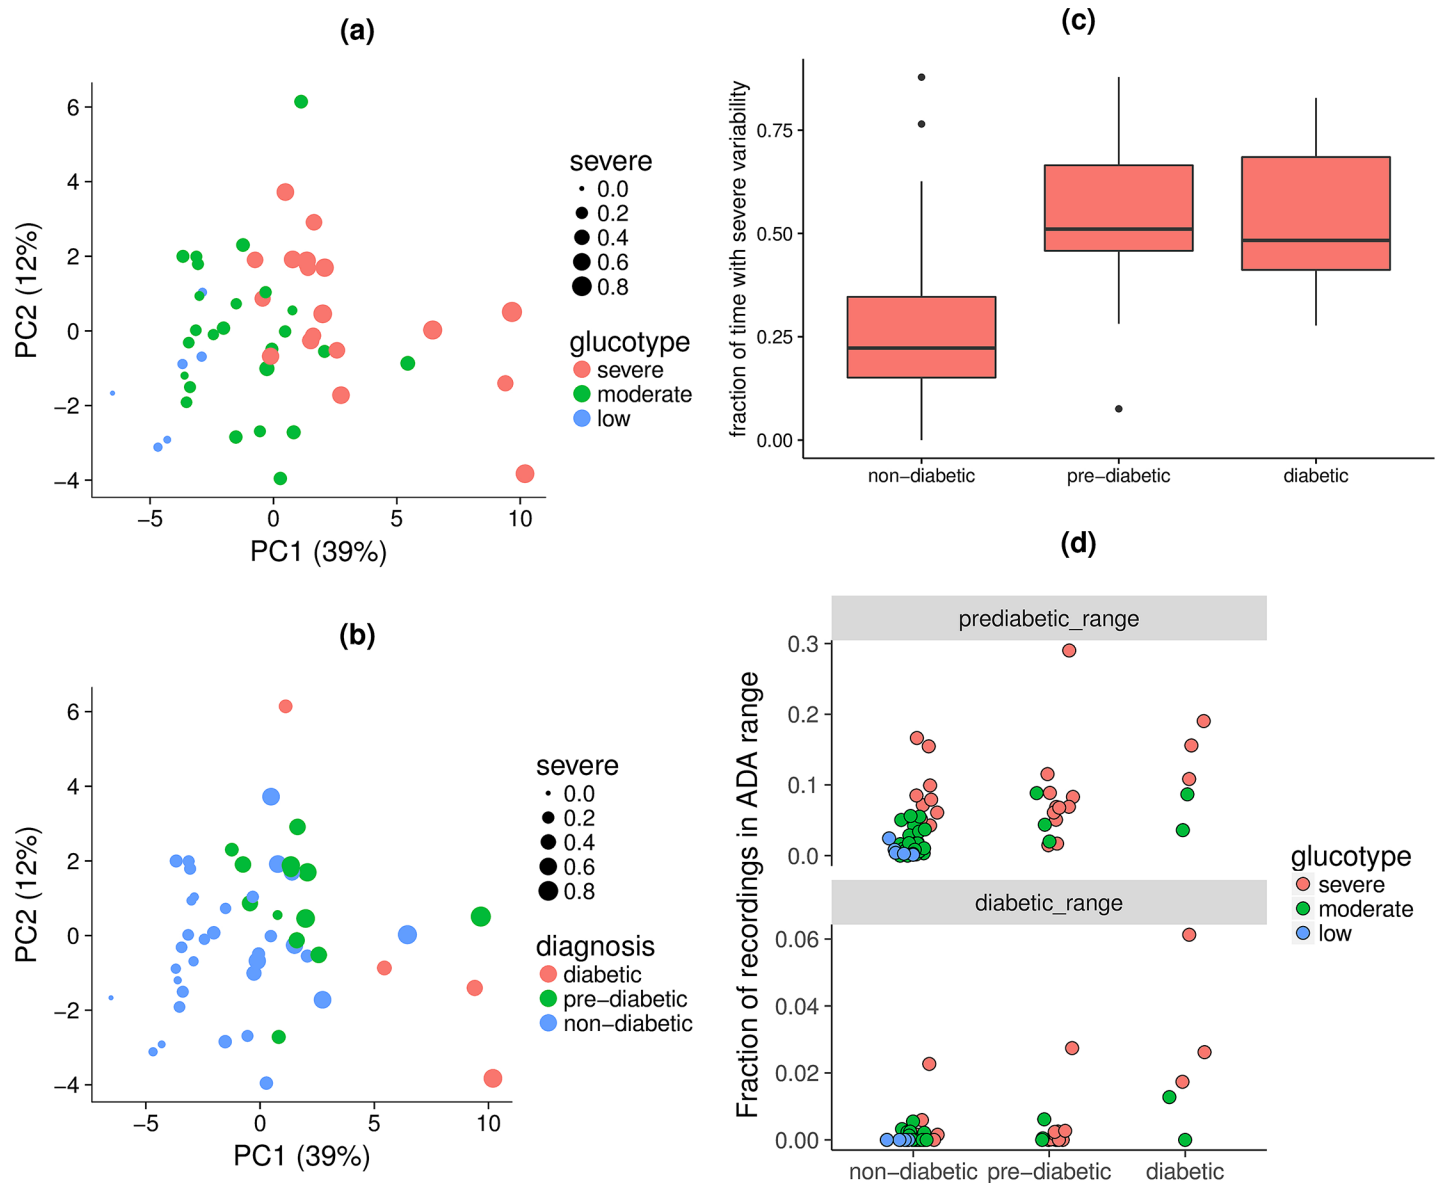 (a)
6
4
2
0
−2
−4
PC2 (12%)
−5
0
5
10
PC1 (39%)
severe
0.0
0.2
0.4
0.6
0.8
glucotype
severe
moderate
low
(c)
fraction of time with severe variability
0.75
0.50
0.25
0.00
non−diabetic
pre−diabetic
diabetic
(b)
6
4
2
0
−2
−4
PC2 (12%)
−5
0
5
10
PC1 (39%)
severe
0.0
0.2
0.4
0.6
0.8
diagnosis
diabetic
pre−diabetic
non−diabetic
(d)
Fraction of recordings in ADA range
prediabetic_range
0.3
0.2
0.1
0.0
diabetic_range
0.06
0.04
0.02
0.00
non−diabetic
pre−diabetic
diabetic
glucotype
severe
moderate
low